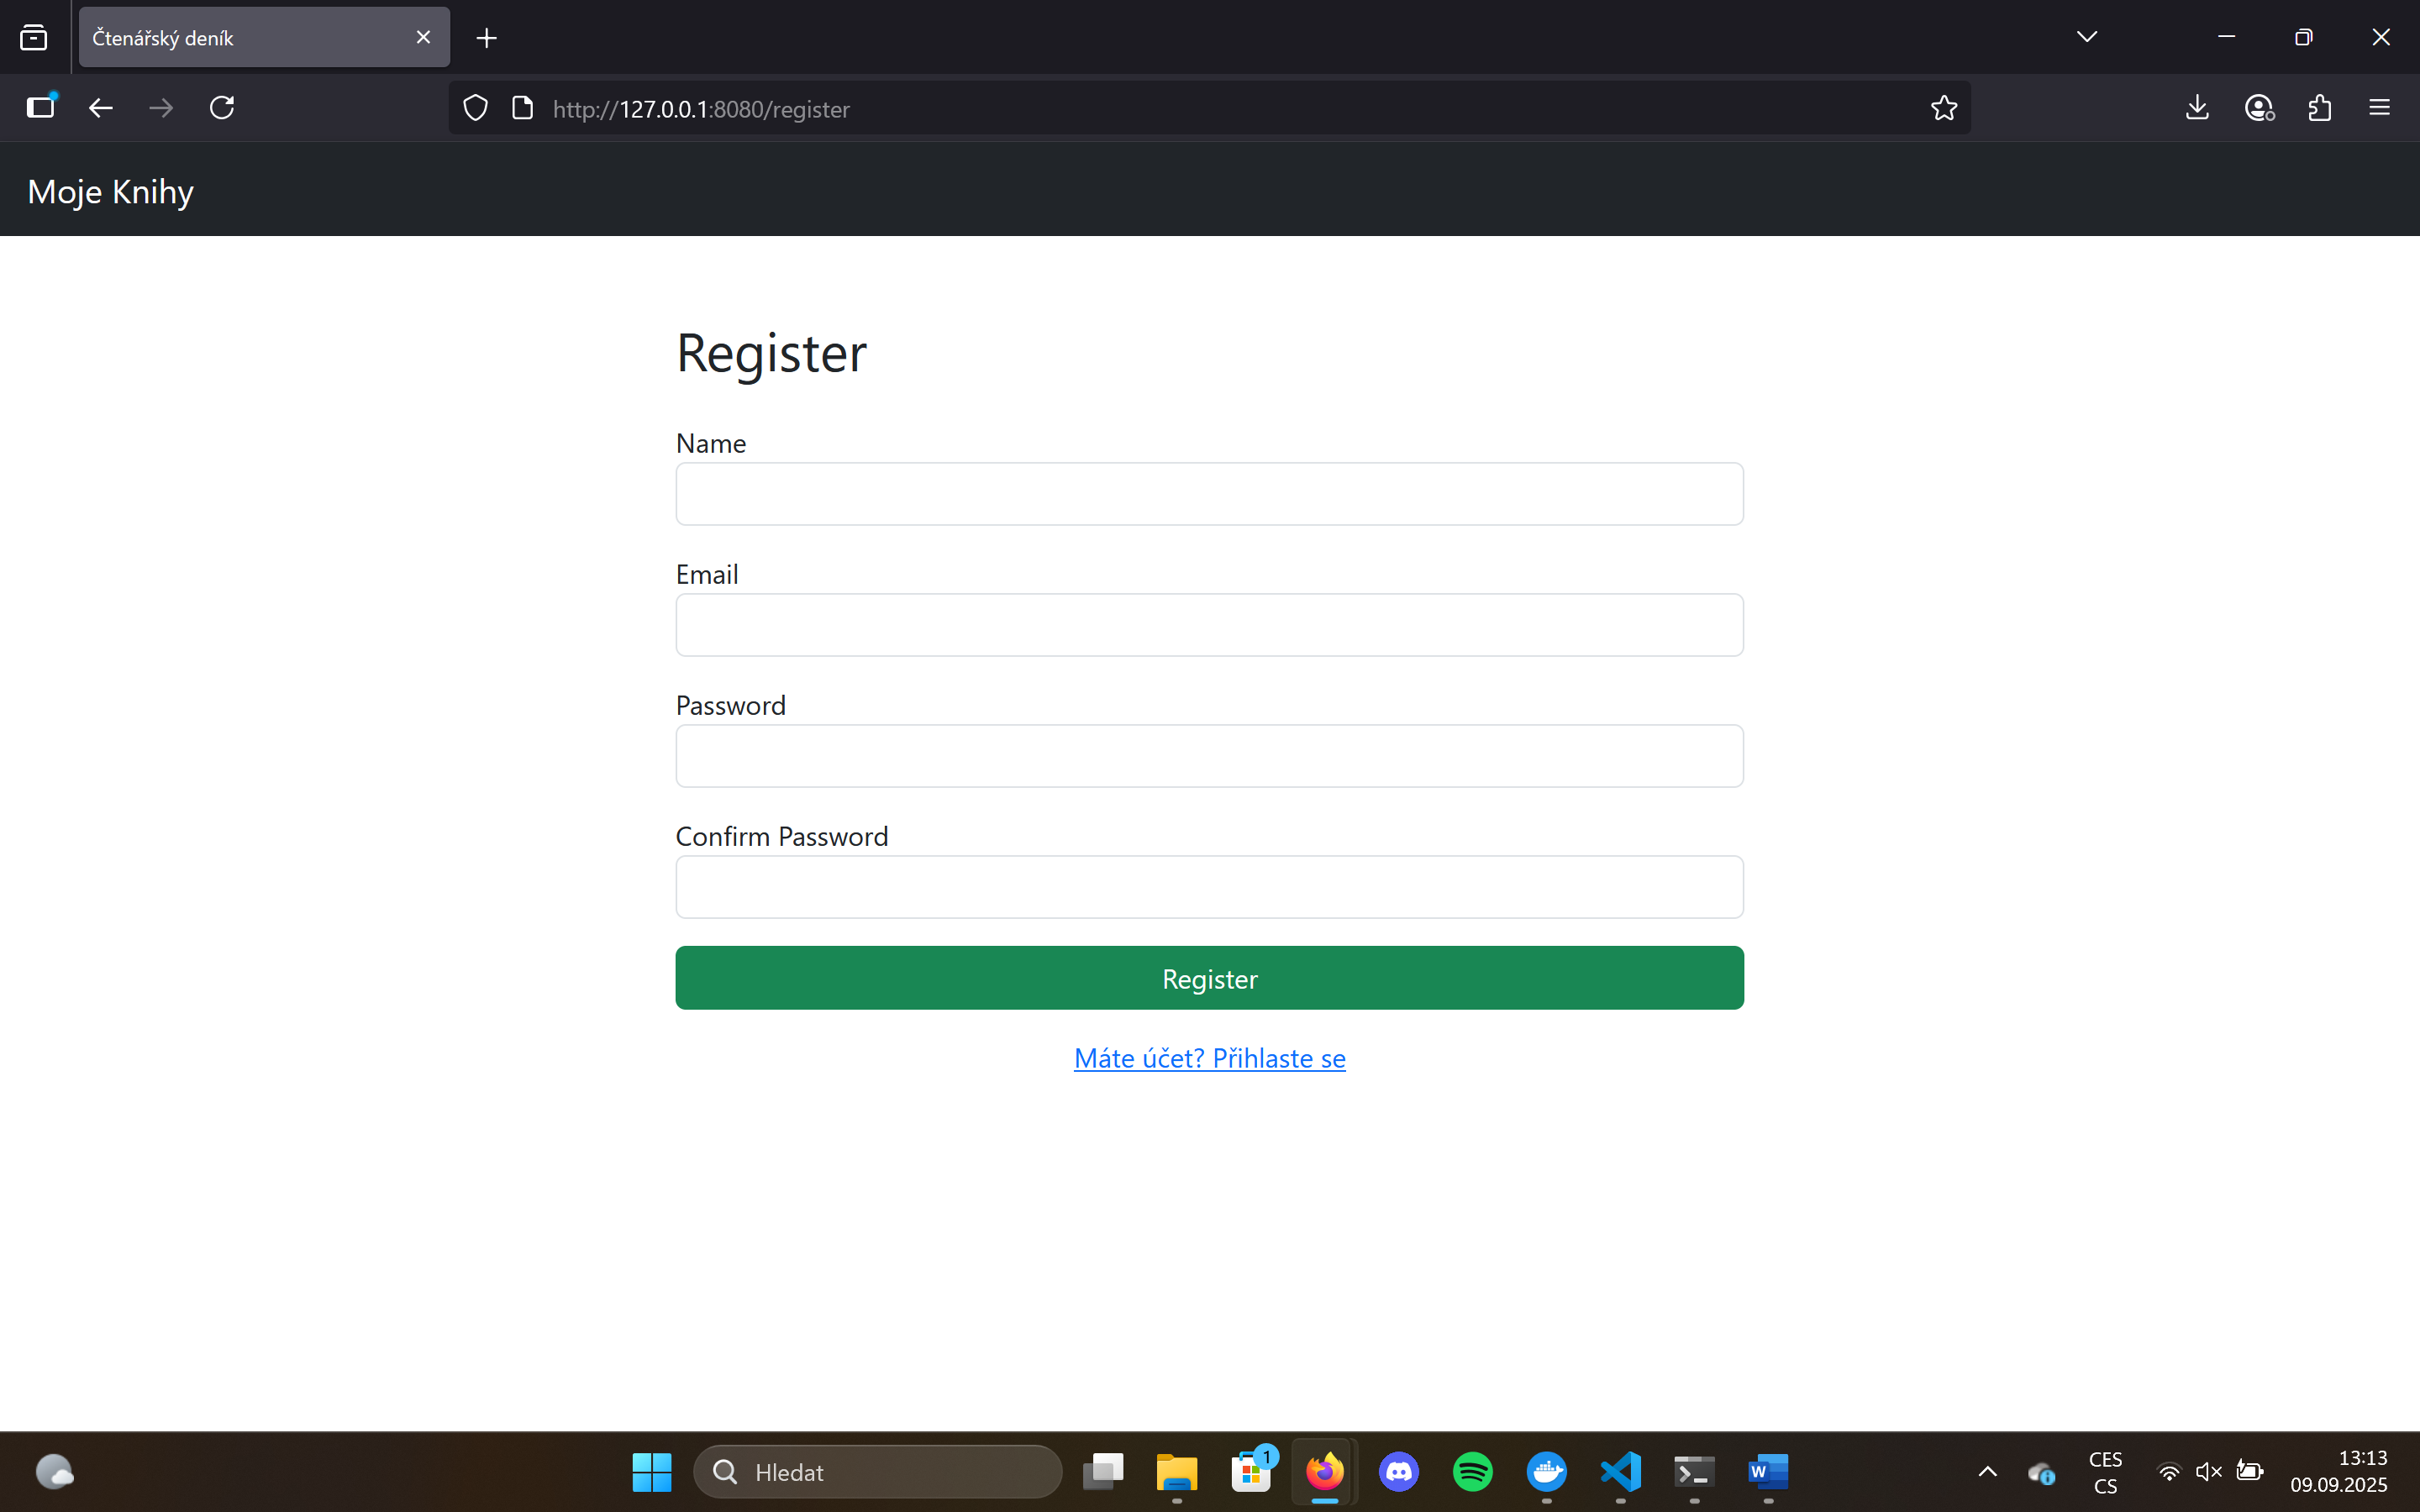 Čtenářský deník
http://127.0.0.1:8080/register
Moje Knihy
Register
Name
Email
Password
Confirm Password
Register
Máte účet? Přihlaste se
Hledat
1
W
CES
CS
13:13
09.09.2025